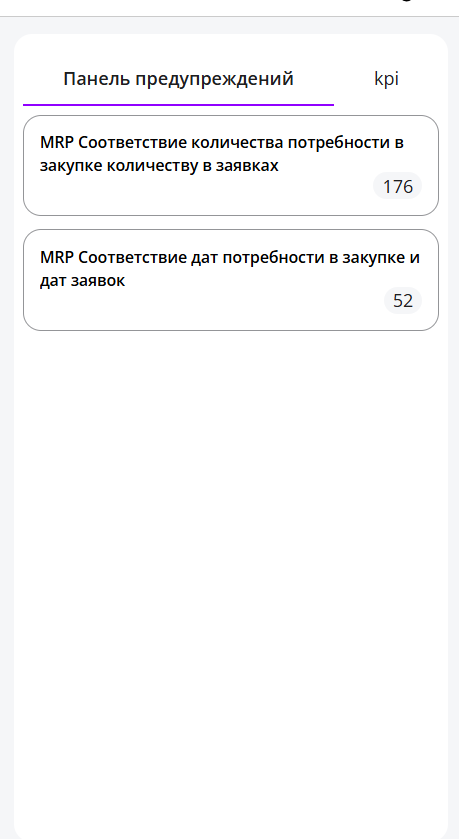 Панель предупреждений
kpi
MRP Соответствие количества потребности в
закупке количеству в заявках
176
MRP Соответствие дат потребности в закупке и
дат заявок
52